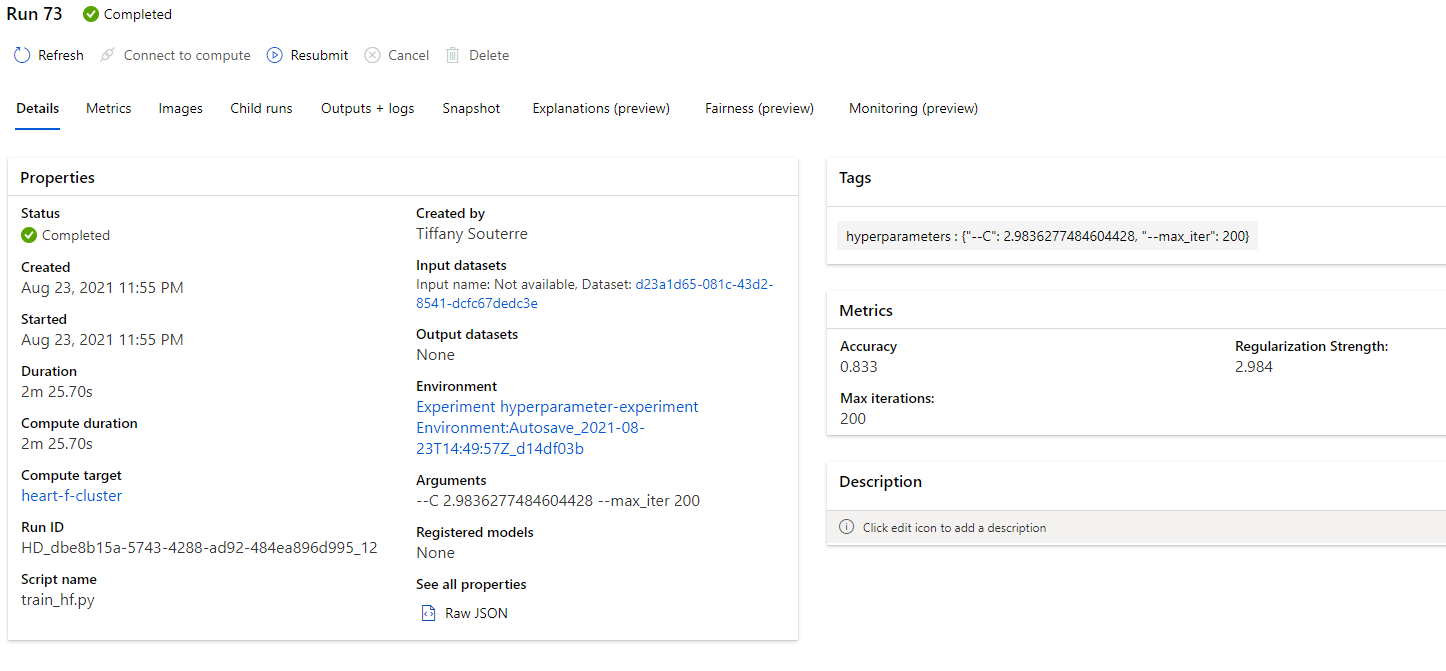 Run 73 Completed
Refresh Connect to compute Resubmit Cancel Delete
Details Metrics Images Child runs Outputs + logs Snapshot Explanations (preview) Fairness (preview) Monitoring (preview)
Properties
Status
Completed
Created
Aug 23, 2021 11:55 PM
Started
Aug 23, 2021 11:55 PM
Duration
2m 25.70s
Compute duration
2m 25.70s
Compute target
heart-f-cluster
Run ID
HD_dbe8b15a-5743-4288-ad92-484ea896d995_12
Script name
train_hf.py
Created by
Tiffany Souterre
Input datasets
Input name: Not available, Dataset: d23a1d65-081c-43d2-
8541-dcfc67dedc3e
Output datasets
None
Environment
Experiment hyperparameter-experiment
Environment:Autosave_2021-08-
23T14:49:57Z_d14df03b
Arguments
--C 2.9836277484604428 --max_iter 200
Registered models
None
See all properties
Raw JSON
Tags
hyperparameters : {"--C": 2.9836277484604428, "--max_iter": 200}
Metrics
Accuracy
0.833
Regularization Strength:
2.984
Max iterations:
200
Description
Click edit icon to add a description